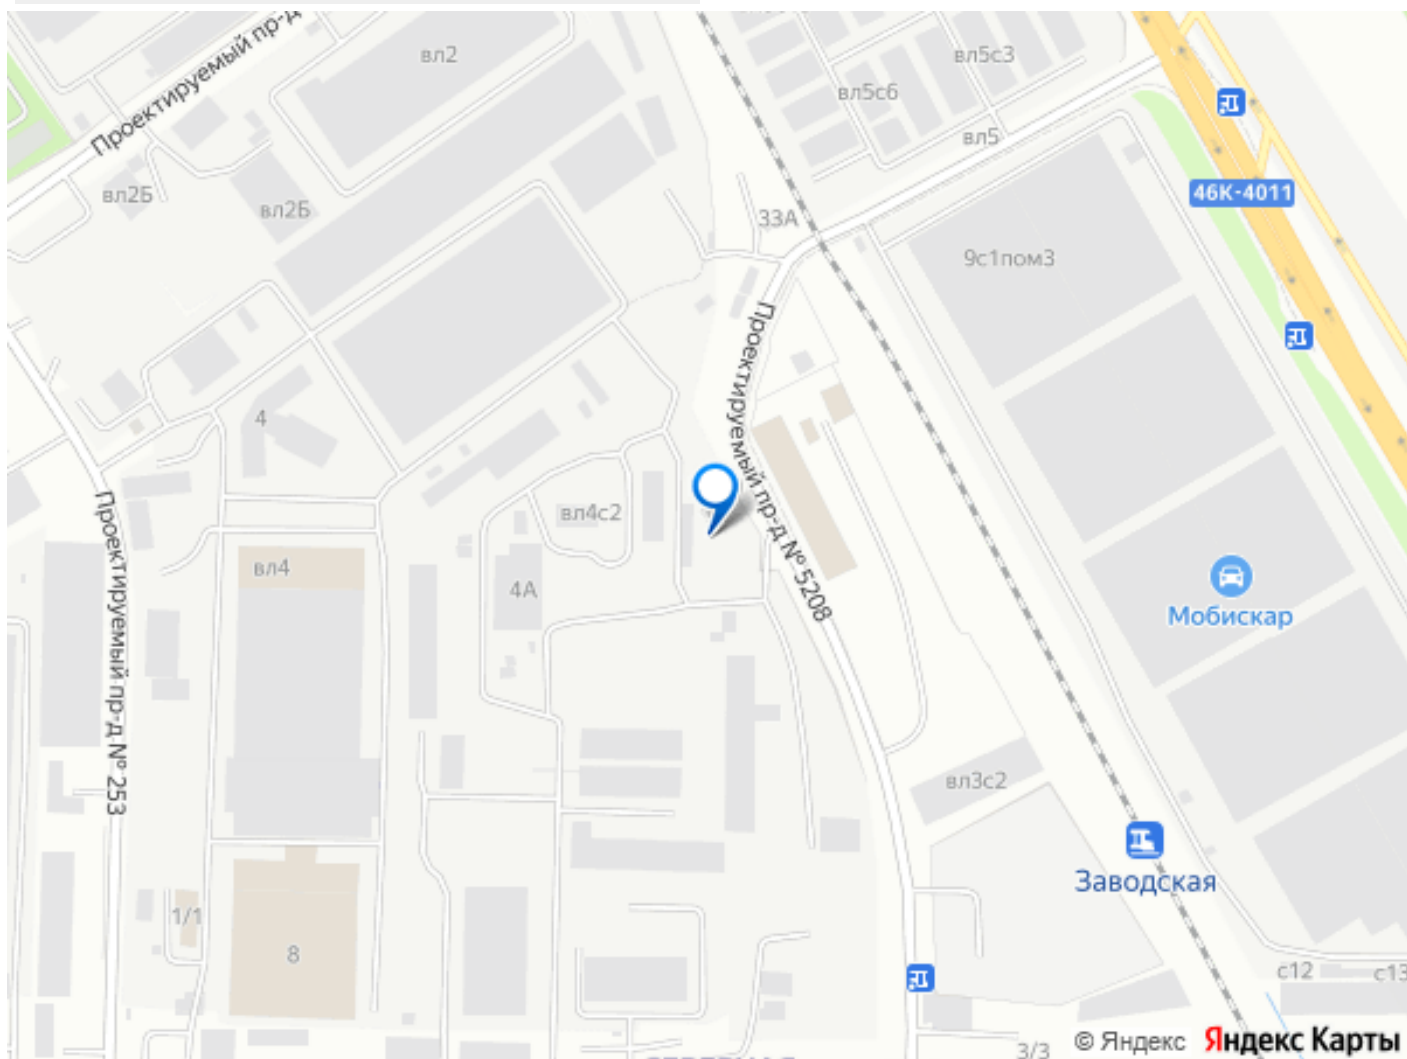 Проектируемый пр-д
вл2
вл5с3
вл5с6
вл5
вл2Б
вл2Б
46К-4011
33А
9с1пом3
Проектируемый пр-д № 5208
4
вл4с2
вл4
4А
Проектируемый пр-д № 253
Мобискар
вл3с2
Заводская
1/1
8
с12
с13
3/3
© Яндекс Яндекс Карты